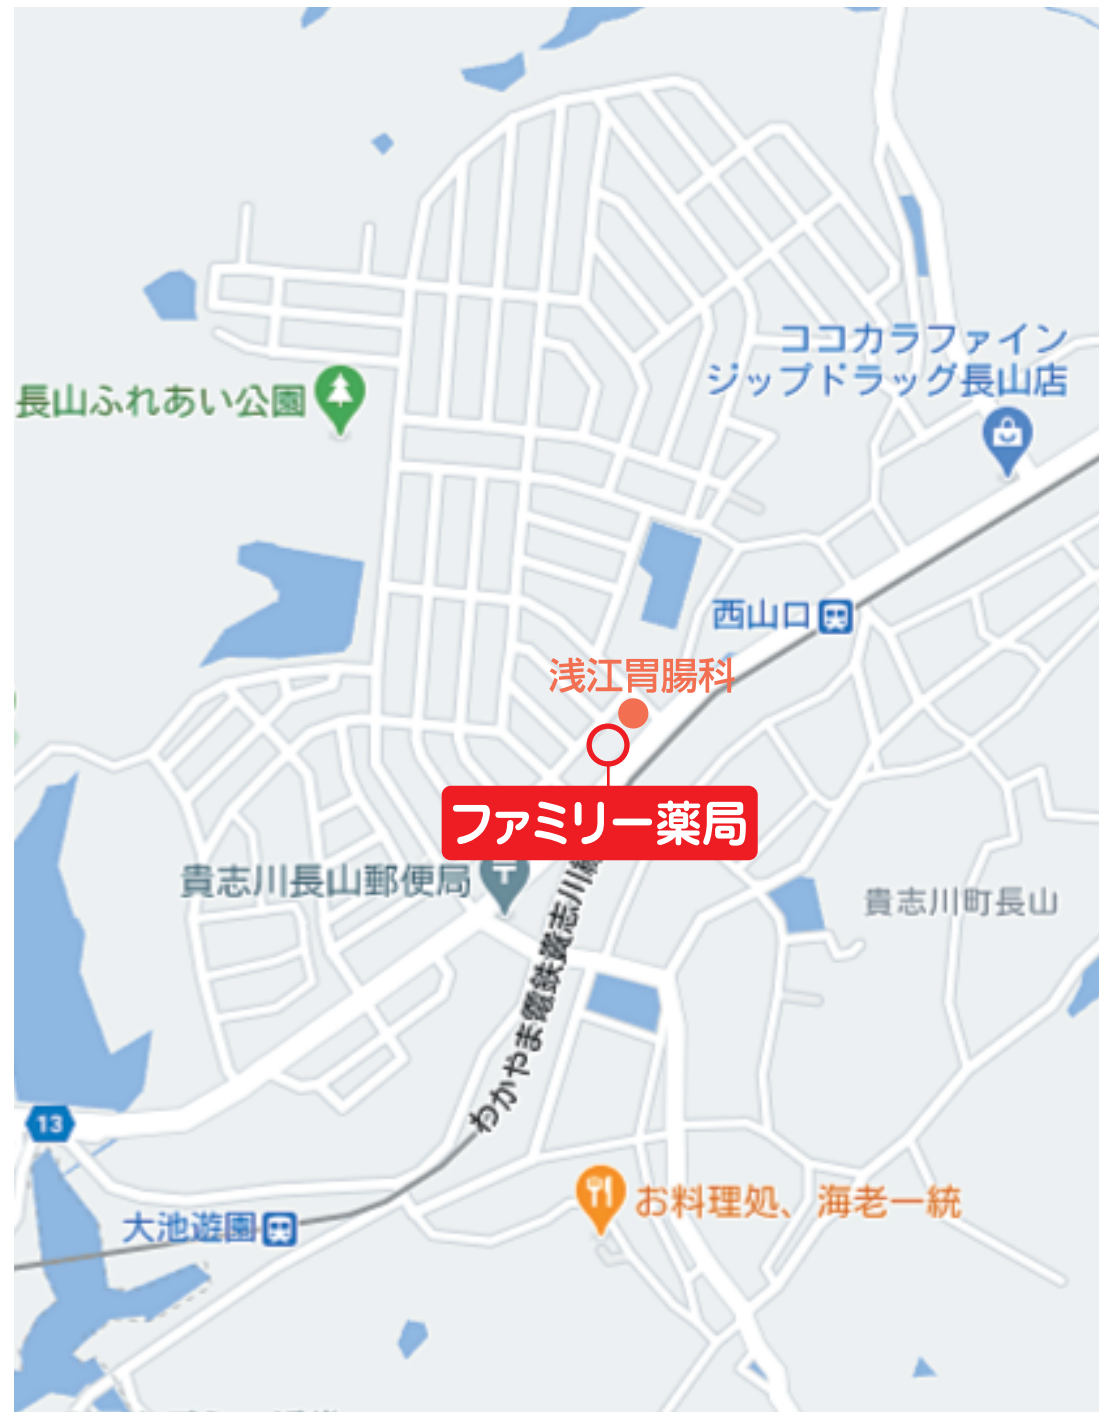 ココカラファイン
ジップドラッグ長山店
長山ふれあい公園
西山口
浅江胃腸科
ファミリー薬局
貴志川長山郵便局
貴志川町長山
わかやま電鉄貴志川線
13
お料理処、海老一統
大池遊園